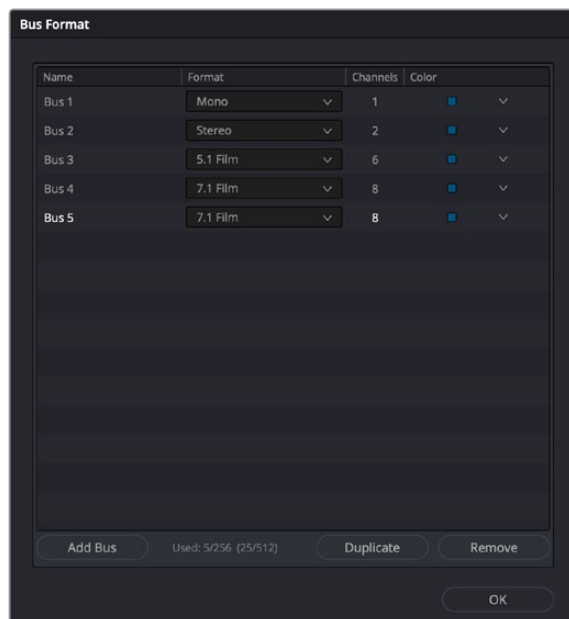 Bus Format
Name Format Channels Color
Bus 1 Mono 1
Bus 2 Stereo 2
Bus 3 5.1 Film 6
Bus 4 7.1 Film 8
Bus 5 7.1 Film 8
Add Bus Used: 5/256 (25/512) Duplicate Remove
OK